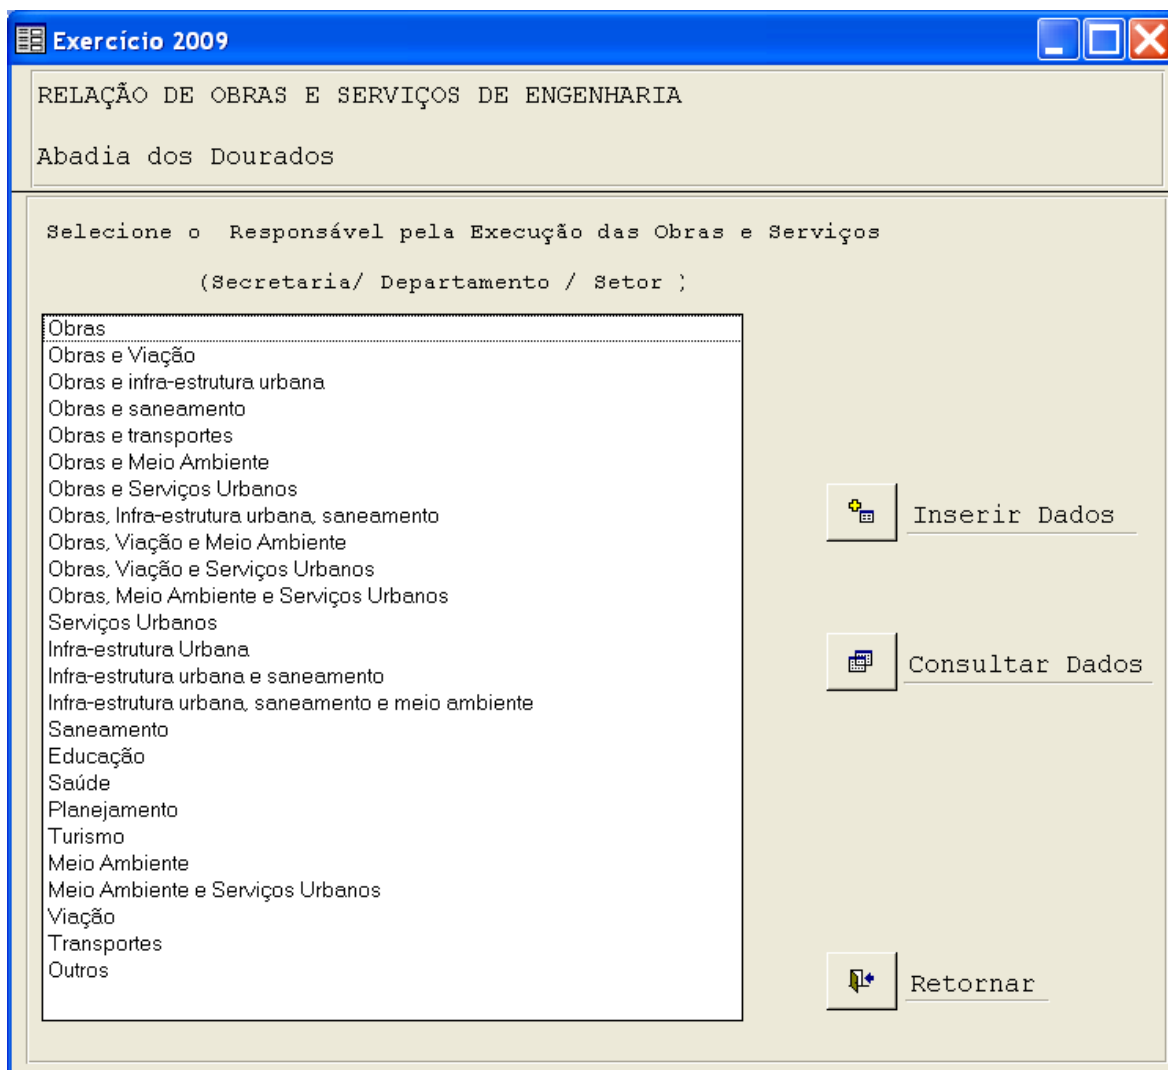 Exercício 2009
RELAÇÃO DE OBRAS E SERVIÇOS DE ENGENHARIA
Abadia dos Dourados
Selecione o  Responsável pela Execução das Obras e Serviços
(Secretaria/ Departamento / Setor )
Obras
Obras e Viação
Obras e infra-estrutura urbana
Obras e saneamento
Obras e transportes
Obras e Meio Ambiente
Obras e Serviços Urbanos
Obras, Infra-estrutura urbana, saneamento
Obras, Viação e Meio Ambiente
Obras, Viação e Serviços Urbanos
Obras, Meio Ambiente e Serviços Urbanos
Serviços Urbanos
Infra-estrutura Urbana
Infra-estrutura urbana e saneamento
Infra-estrutura urbana, saneamento e meio ambiente
Saneamento
Educação
Saúde
Planejamento
Turismo
Meio Ambiente
Meio Ambiente e Serviços Urbanos
Viação
Transportes
Outros
Inserir Dados
Consultar Dados
Retornar